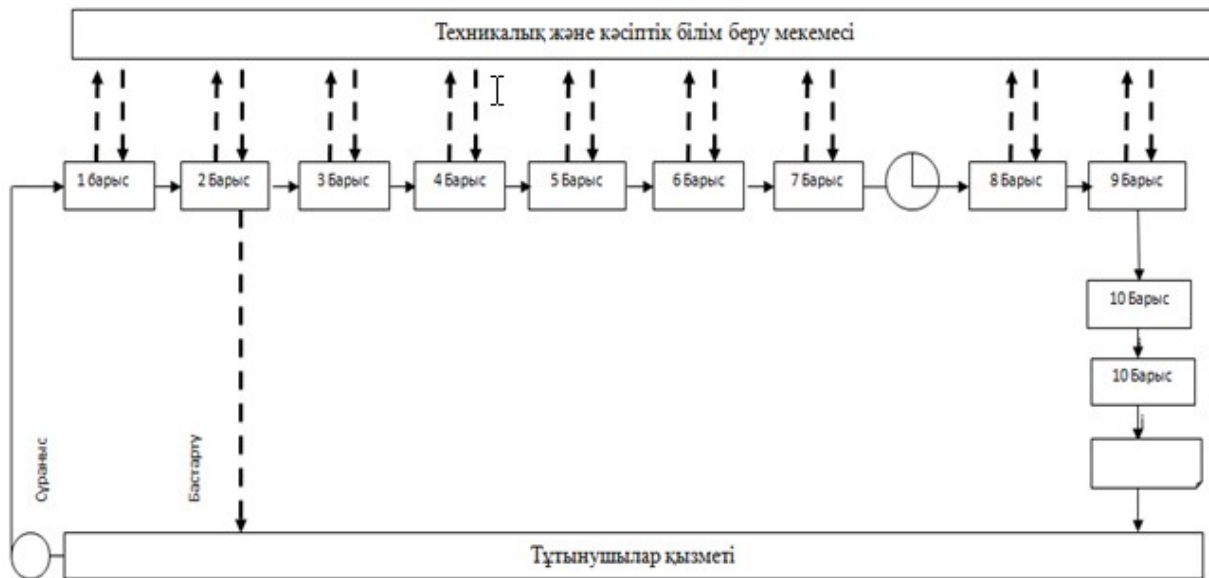 Техникалық және кәсіптік білім беру мекемесі
1 барыс
2 Барыс
3 Барыс
4 Барыс
5 Барыс
6 Барыс
7 Барыс
8 Барыс
9 Барыс
10 Барыс
10 Барыс
Сұраныс
Бастарту
Тұтынушылар қызметі